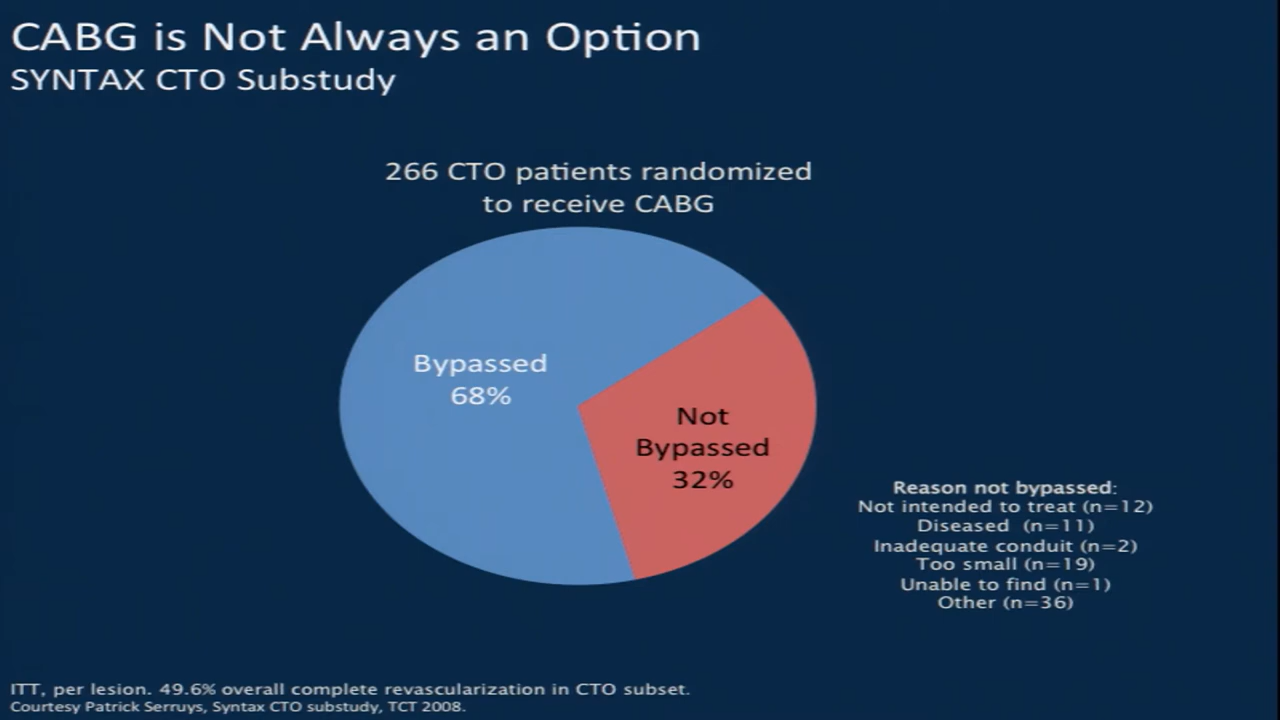 CABG is Not Always an Option
SYNTAX CTO Substudy
266 CTO patients randomized
to receive CABG
Bypassed
68%
Not
Bypassed
32%
Reason not bypassed:
Not intended to treat (n=12)
Diseased (n=11)
Inadequate conduit (n=2)
Too small (n=19)
Unable to find (n=1)
Other (n=36)
ITT, per lesion. 49.6% overall complete revascularization in CTO subset.
Courtesy Patrick Serruys, Syntax CTO substudy, TCT 2008.